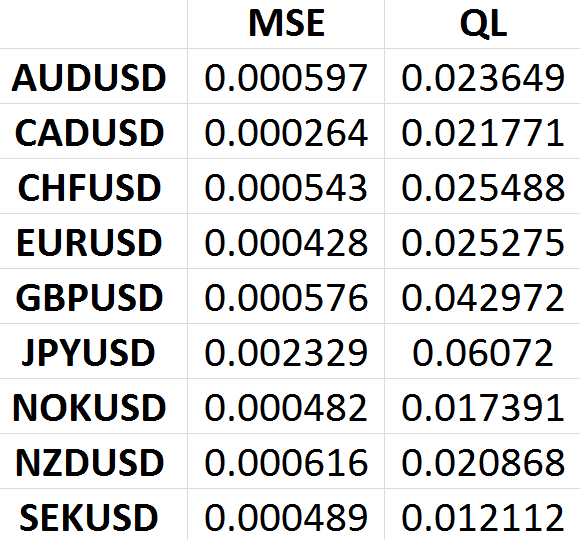 MSE QL
AUDUSD 0.000597 0.023649
CADUSD 0.000264 0.021771
CHFUSD 0.000543 0.025488
EURUSD 0.000428 0.025275
GBPUSD 0.000576 0.042972
JPYUSD 0.002329 0.06072
NOKUSD 0.000482 0.017391
NZDUSD 0.000616 0.020868
SEKUSD 0.000489 0.012112